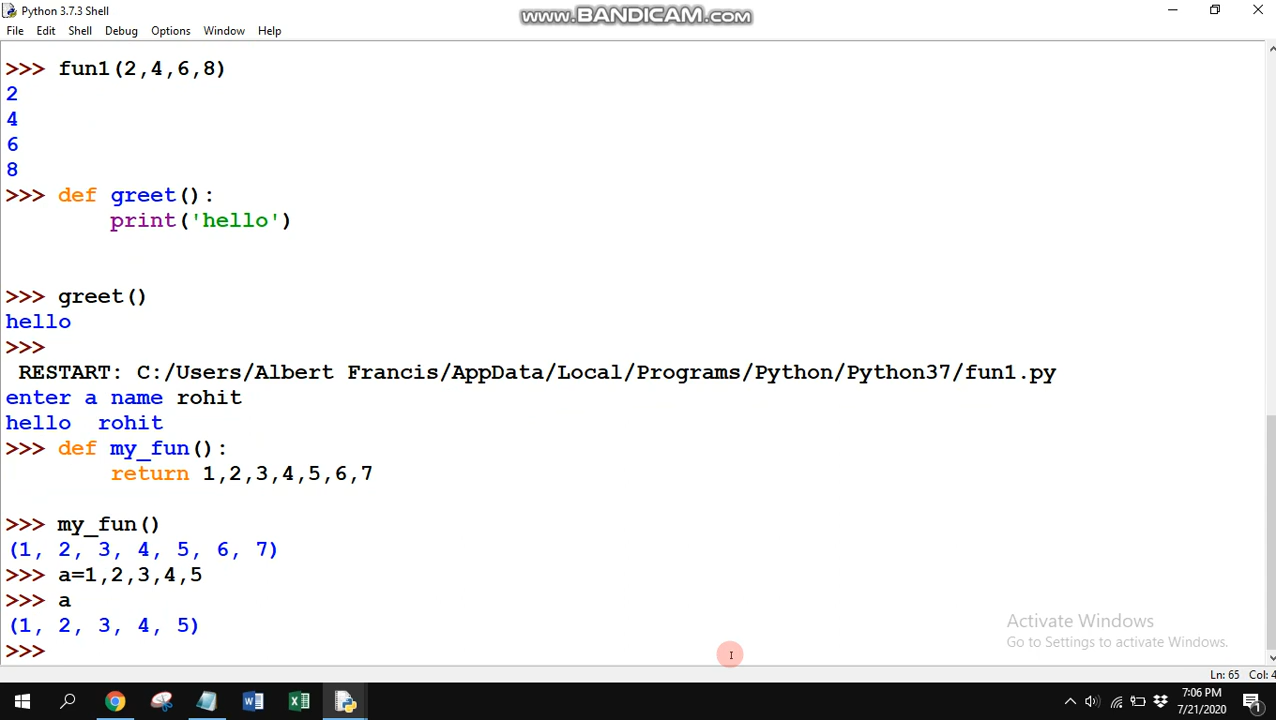 Python 3.7.3 Shell
www.BANDICAM.com
File Edit Shell Debug Options Window Help
>>> fun1(2,4,6,8)
2
4
6
8
>>> def greet():
print('hello')
>>> greet()
hello
>>>
RESTART: C:/Users/Albert Francis/AppData/Local/Programs/Python/Python37/fun1.py
enter a name rohit
hello  rohit
>>> def my_fun():
return 1,2,3,4,5,6,7
>>> my_fun()
(1, 2, 3, 4, 5, 6, 7)
>>> a=1,2,3,4,5
>>> a
(1, 2, 3, 4, 5)
>>>
Activate Windows
Go to Settings to activate Windows.
Ln: 65 Col: 4
7:06 PM
7/21/2020
1